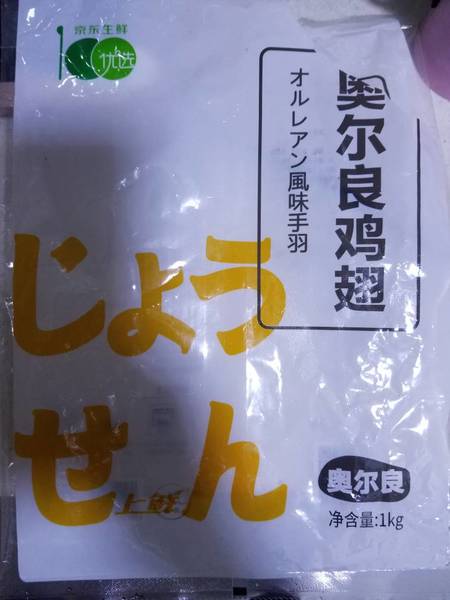 京东生鲜
100
优选
奥尔良鸡翅
オルレアン風味手羽
じょう
せん
上鲜
奥尔良
净含量:1kg